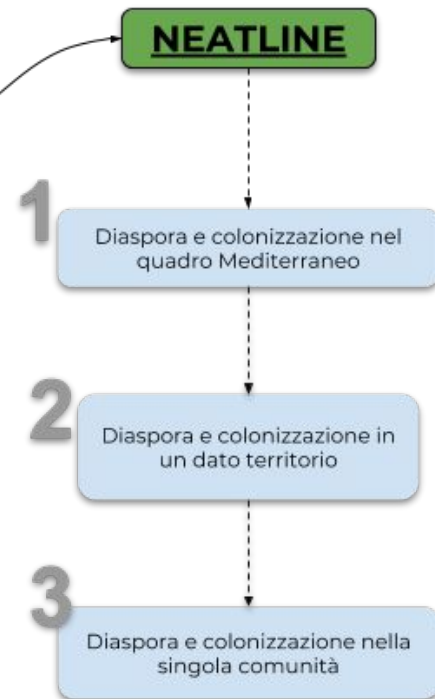 NEATLINE
1
Diaspora e colonizzazione nel
quadro Mediterraneo
2
Diaspora e colonizzazione in
un dato territorio
3
Diaspora e colonizzazione nella
singola comunità